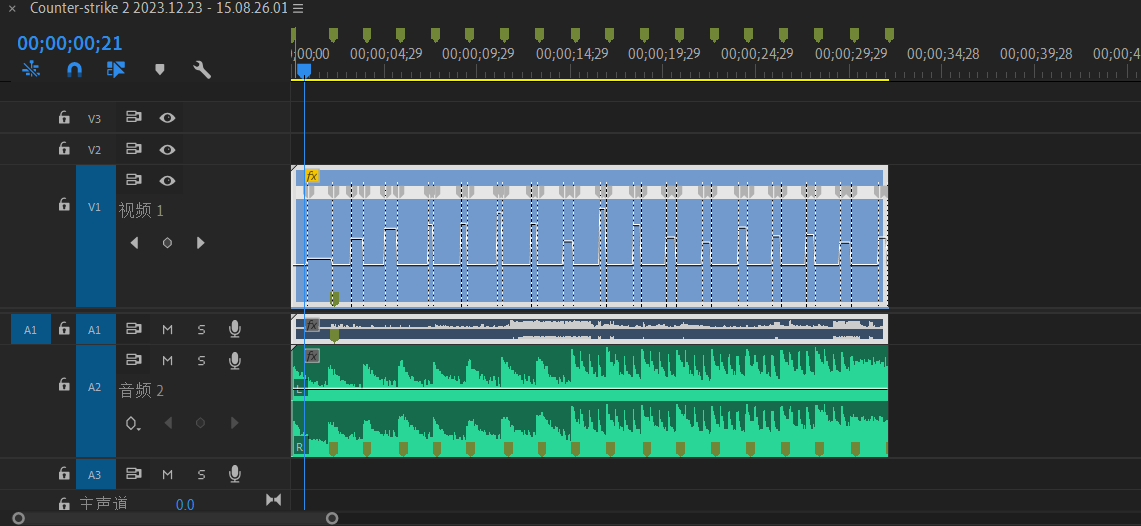 × Counter-strike 2 2023.12.23 - 15.08.26.01 ☰
00;00;00;21
;00;00 00;00;04;29 00;00;09;29 00;00;14;29 00;00;19;29 00;00;24;29 00;00;29;29 00;00;34;28 00;00;39;28 00;00;4
V3
V2
fx
V1 视频 1
A1 A1 M S fx
M S fx
A2 音频 2
L
R
A3 M S
主声道 0.0